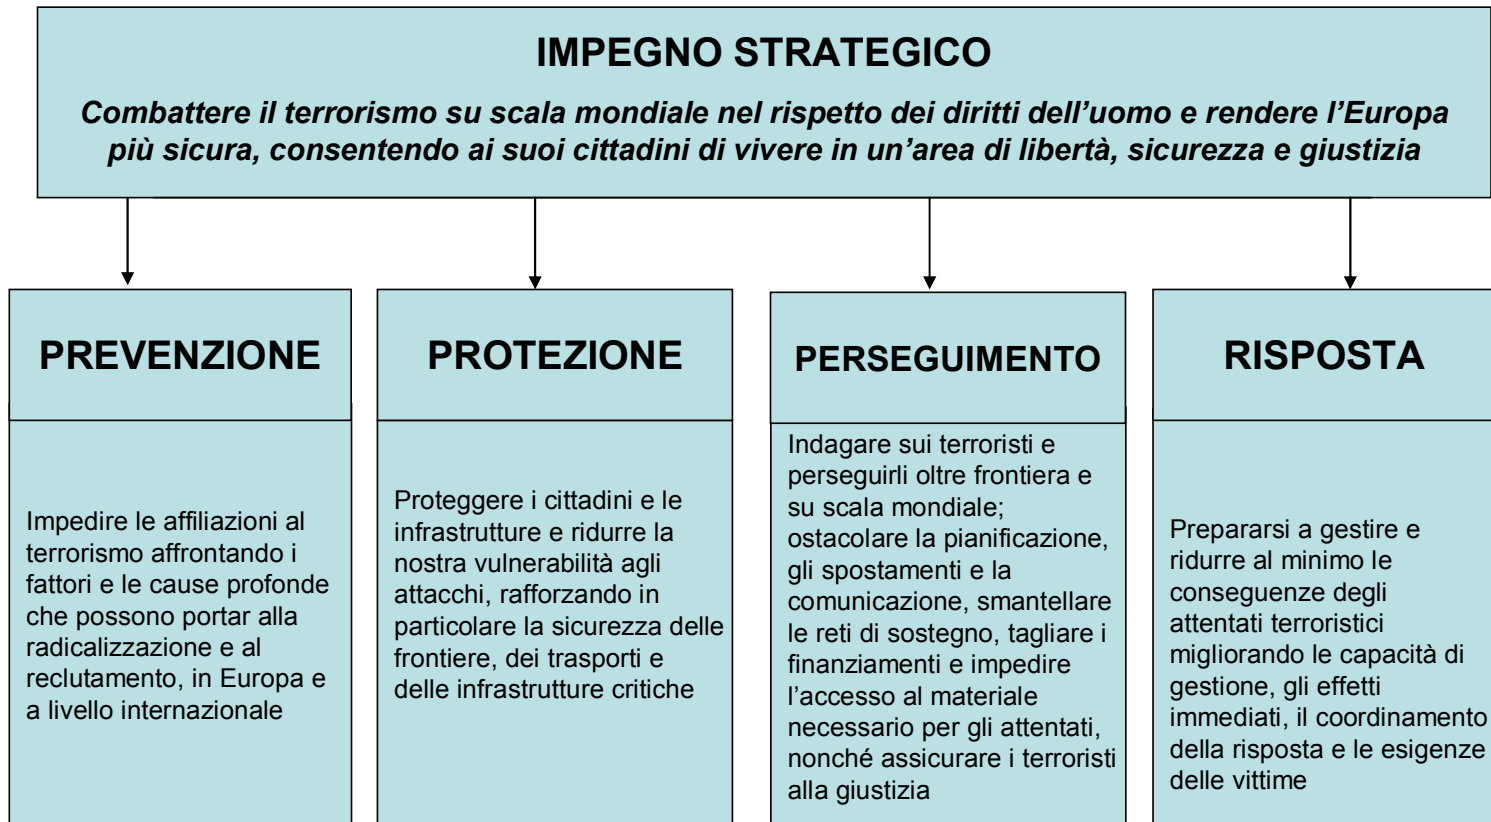 IMPEGNO STRATEGICO
Combattere il terrorismo su scala mondiale nel rispetto dei diritti dell’uomo e rendere l’Europa
più sicura, consentendo ai suoi cittadini di vivere in un’area di libertà, sicurezza e giustizia
PREVENZIONE
Impedire le affiliazioni al
terrorismo affrontando i
fattori e le cause profonde
che possono portar alla
radicalizzazione e al
reclutamento, in Europa e
a livello internazionale
PROTEZIONE
Proteggere i cittadini e le
infrastrutture e ridurre la
nostra vulnerabilità agli
attacchi, rafforzando in
particolare la sicurezza delle
frontiere, dei trasporti e
delle infrastrutture critiche
PERSEGUIMENTO
Indagare sui terroristi e
perseguirli oltre frontiera e
su scala mondiale;
ostacolare la pianificazione,
gli spostamenti e la
comunicazione, smantellare
le reti di sostegno, tagliare i
finanziamenti e impedire
l’accesso al materiale
necessario per gli attentati,
nonché assicurare i terroristi
alla giustizia
RISPOSTA
Prepararsi a gestire e
ridurre al minimo le
conseguenze degli
attentati terroristici
migliorando le capacità di
gestione, gli effetti
immediati, il coordinamento
della risposta e le esigenze
delle vittime